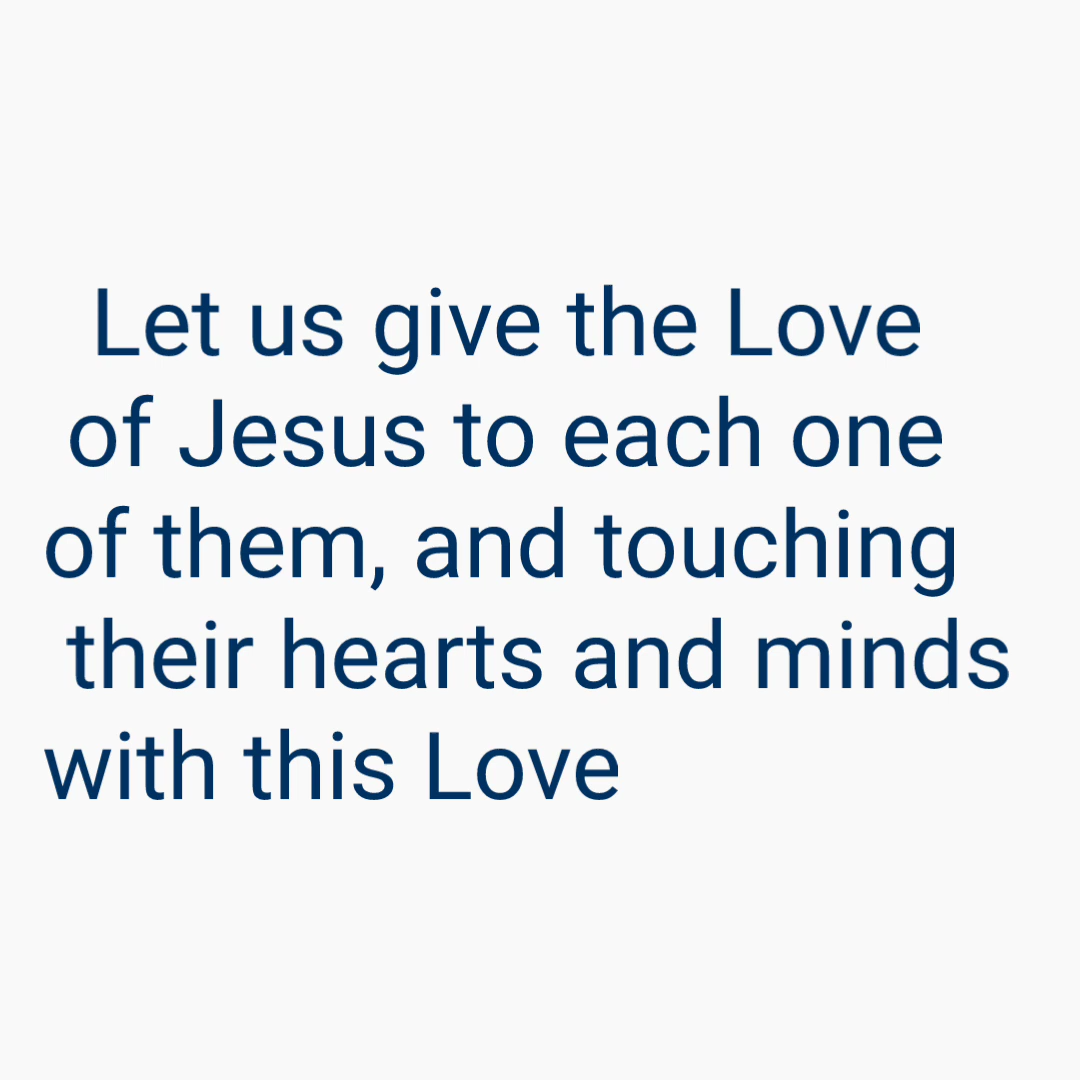 Let us give the Love
of Jesus to each one
of them, and touching
their hearts and minds
with this Love